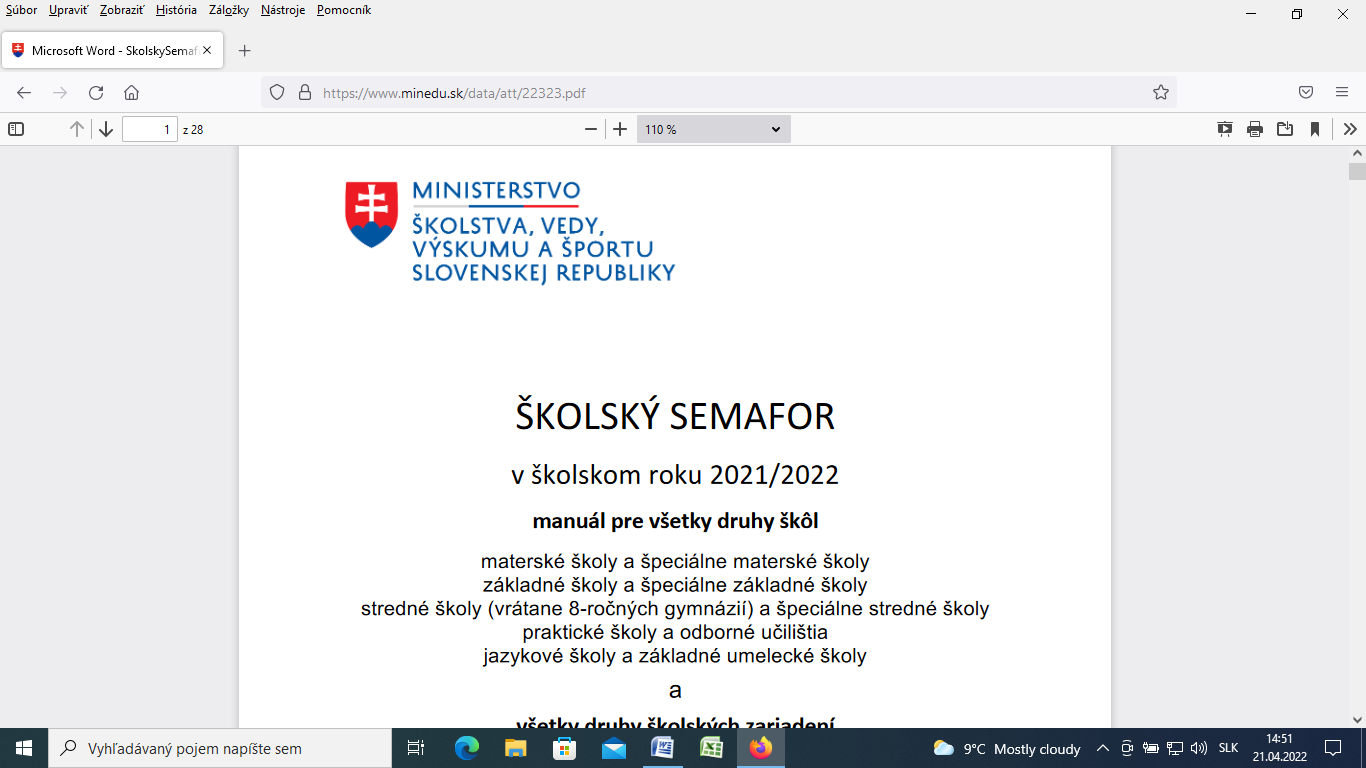 Súbor Upraviť Zobraziť História Záložky Nástroje Pomocník
Microsoft Word - SkolskySemaf
https://www.minedu.sk/data/att/22323.pdf
1 z 28
110 %
MINISTERSTVO
ŠKOLSTVA, VEDY,
VÝSKUMU A ŠPORTU
SLOVENSKEJ REPUBLIKY
ŠKOLSKÝ SEMAFOR
v školskom roku 2021/2022
manuál pre všetky druhy škôl
materské školy a špeciálne materské školy
základné školy a špeciálne základné školy
stredné školy (vrátane 8-ročných gymnázií) a špeciálne stredné školy
praktické školy a odborné učilištia
jazykové školy a základné umelecké školy
a
všetky druhy školských zariadení
Vyhľadávaný pojem napíšte sem
9°C Mostly cloudy
SLK
14:51
21.04.2022